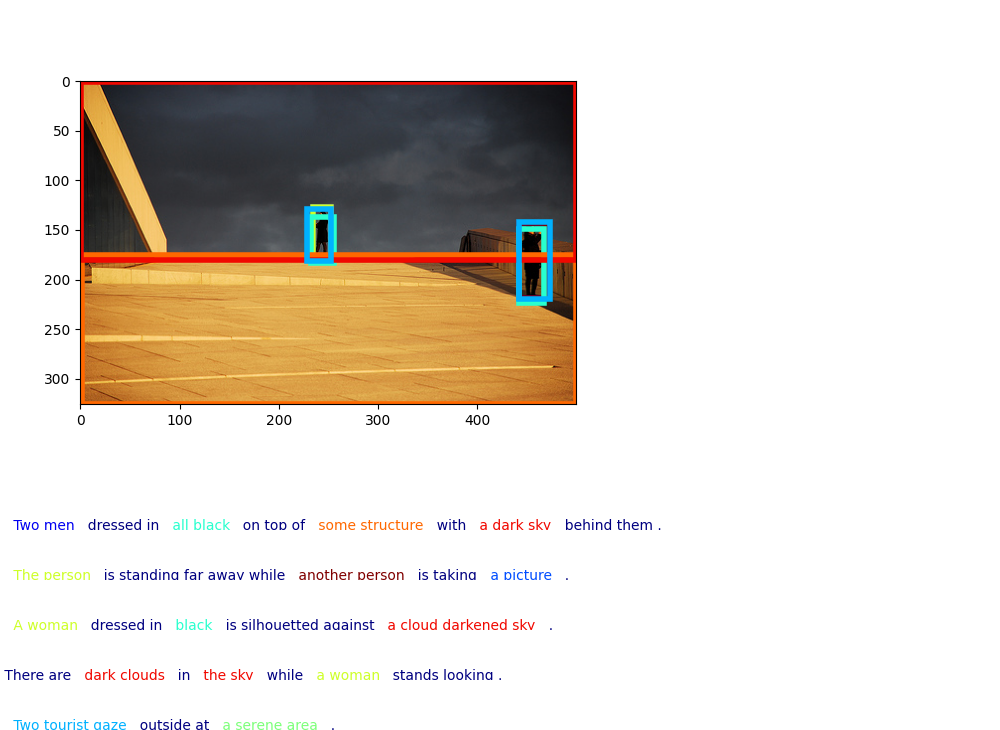 0
50
100
150
200
250
300
0 100 200 300 400
Two men dressed in all black on top of some structure with a dark sky behind them .
The person is standing far away while another person is taking a picture .
A woman dressed in black is silhouetted against a cloud darkened sky .
There are dark clouds in the sky while a woman stands looking .
Two tourist gaze outside at a serene area .